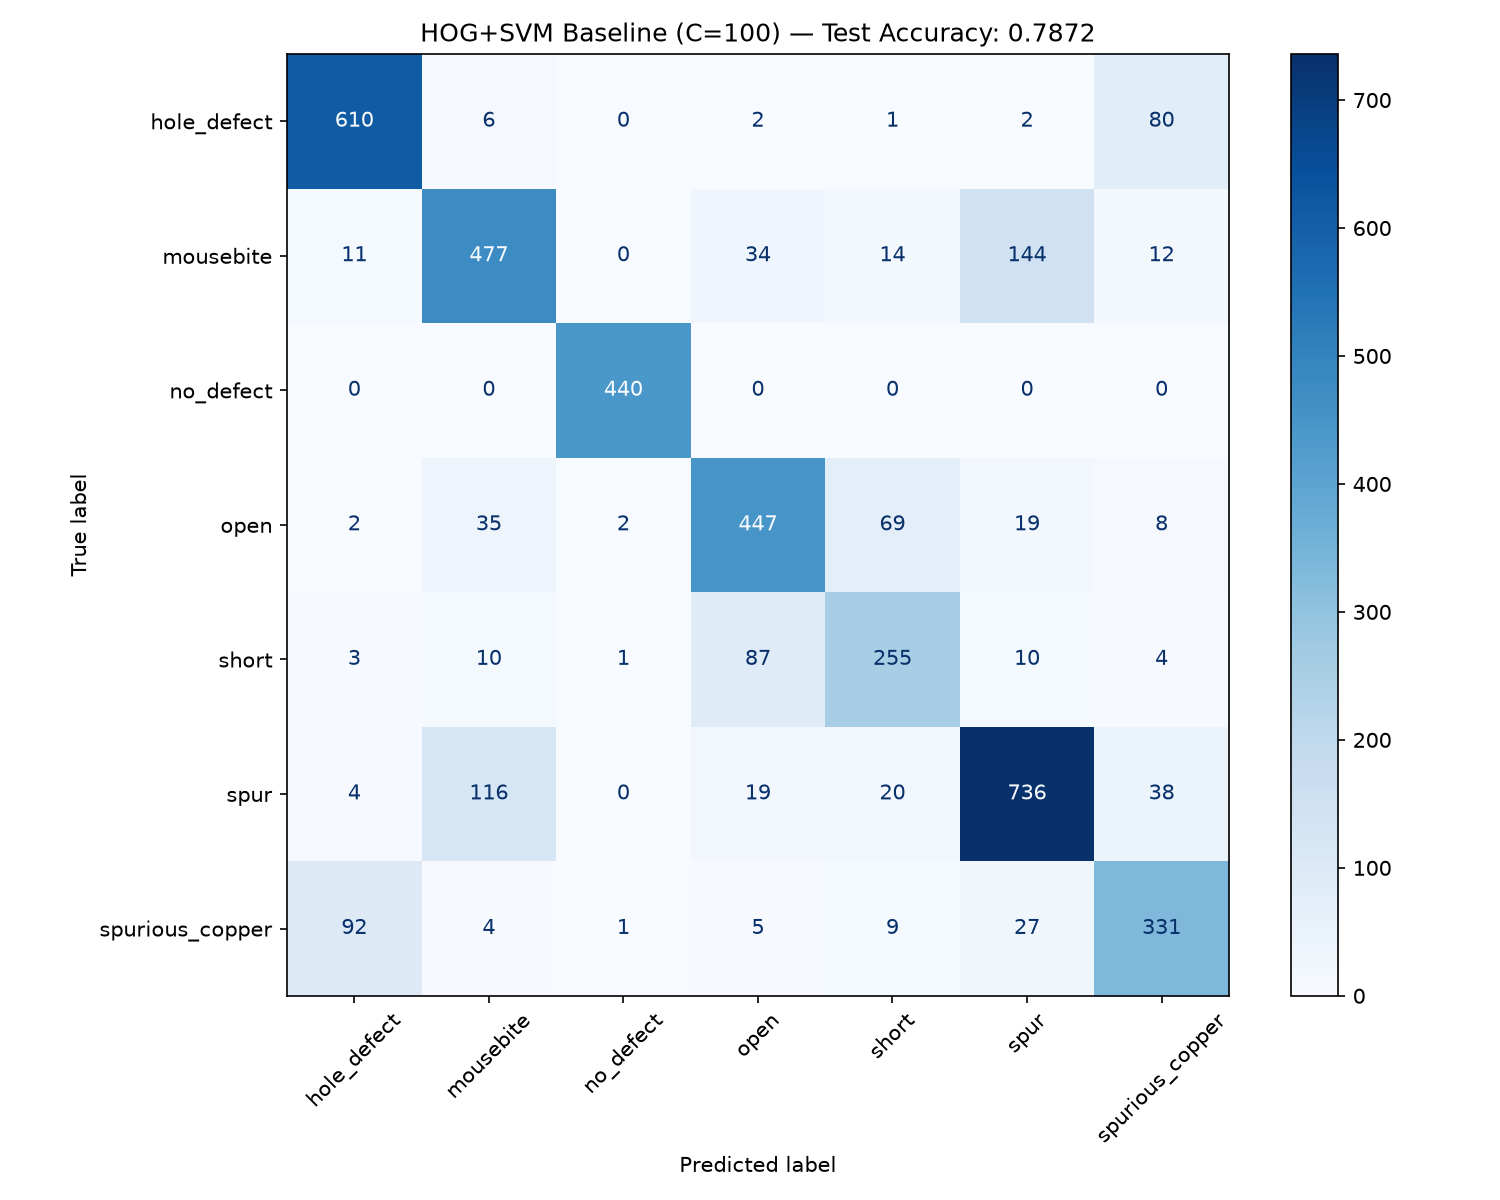 HOG+SVM Baseline (C=100) — Test Accuracy: 0.7872
hole_defect 610 6 0 2 1 2 80
mousebite 11 477 0 34 14 144 12
no_defect 0 0 440 0 0 0 0
open 2 35 2 447 69 19 8
short 3 10 1 87 255 10 4
spur 4 116 0 19 20 736 38
spurious_copper 92 4 1 5 9 27 331
True label
hole_defect mousebite no_defect open short spur spurious_copper
Predicted label
700
600
500
400
300
200
100
0